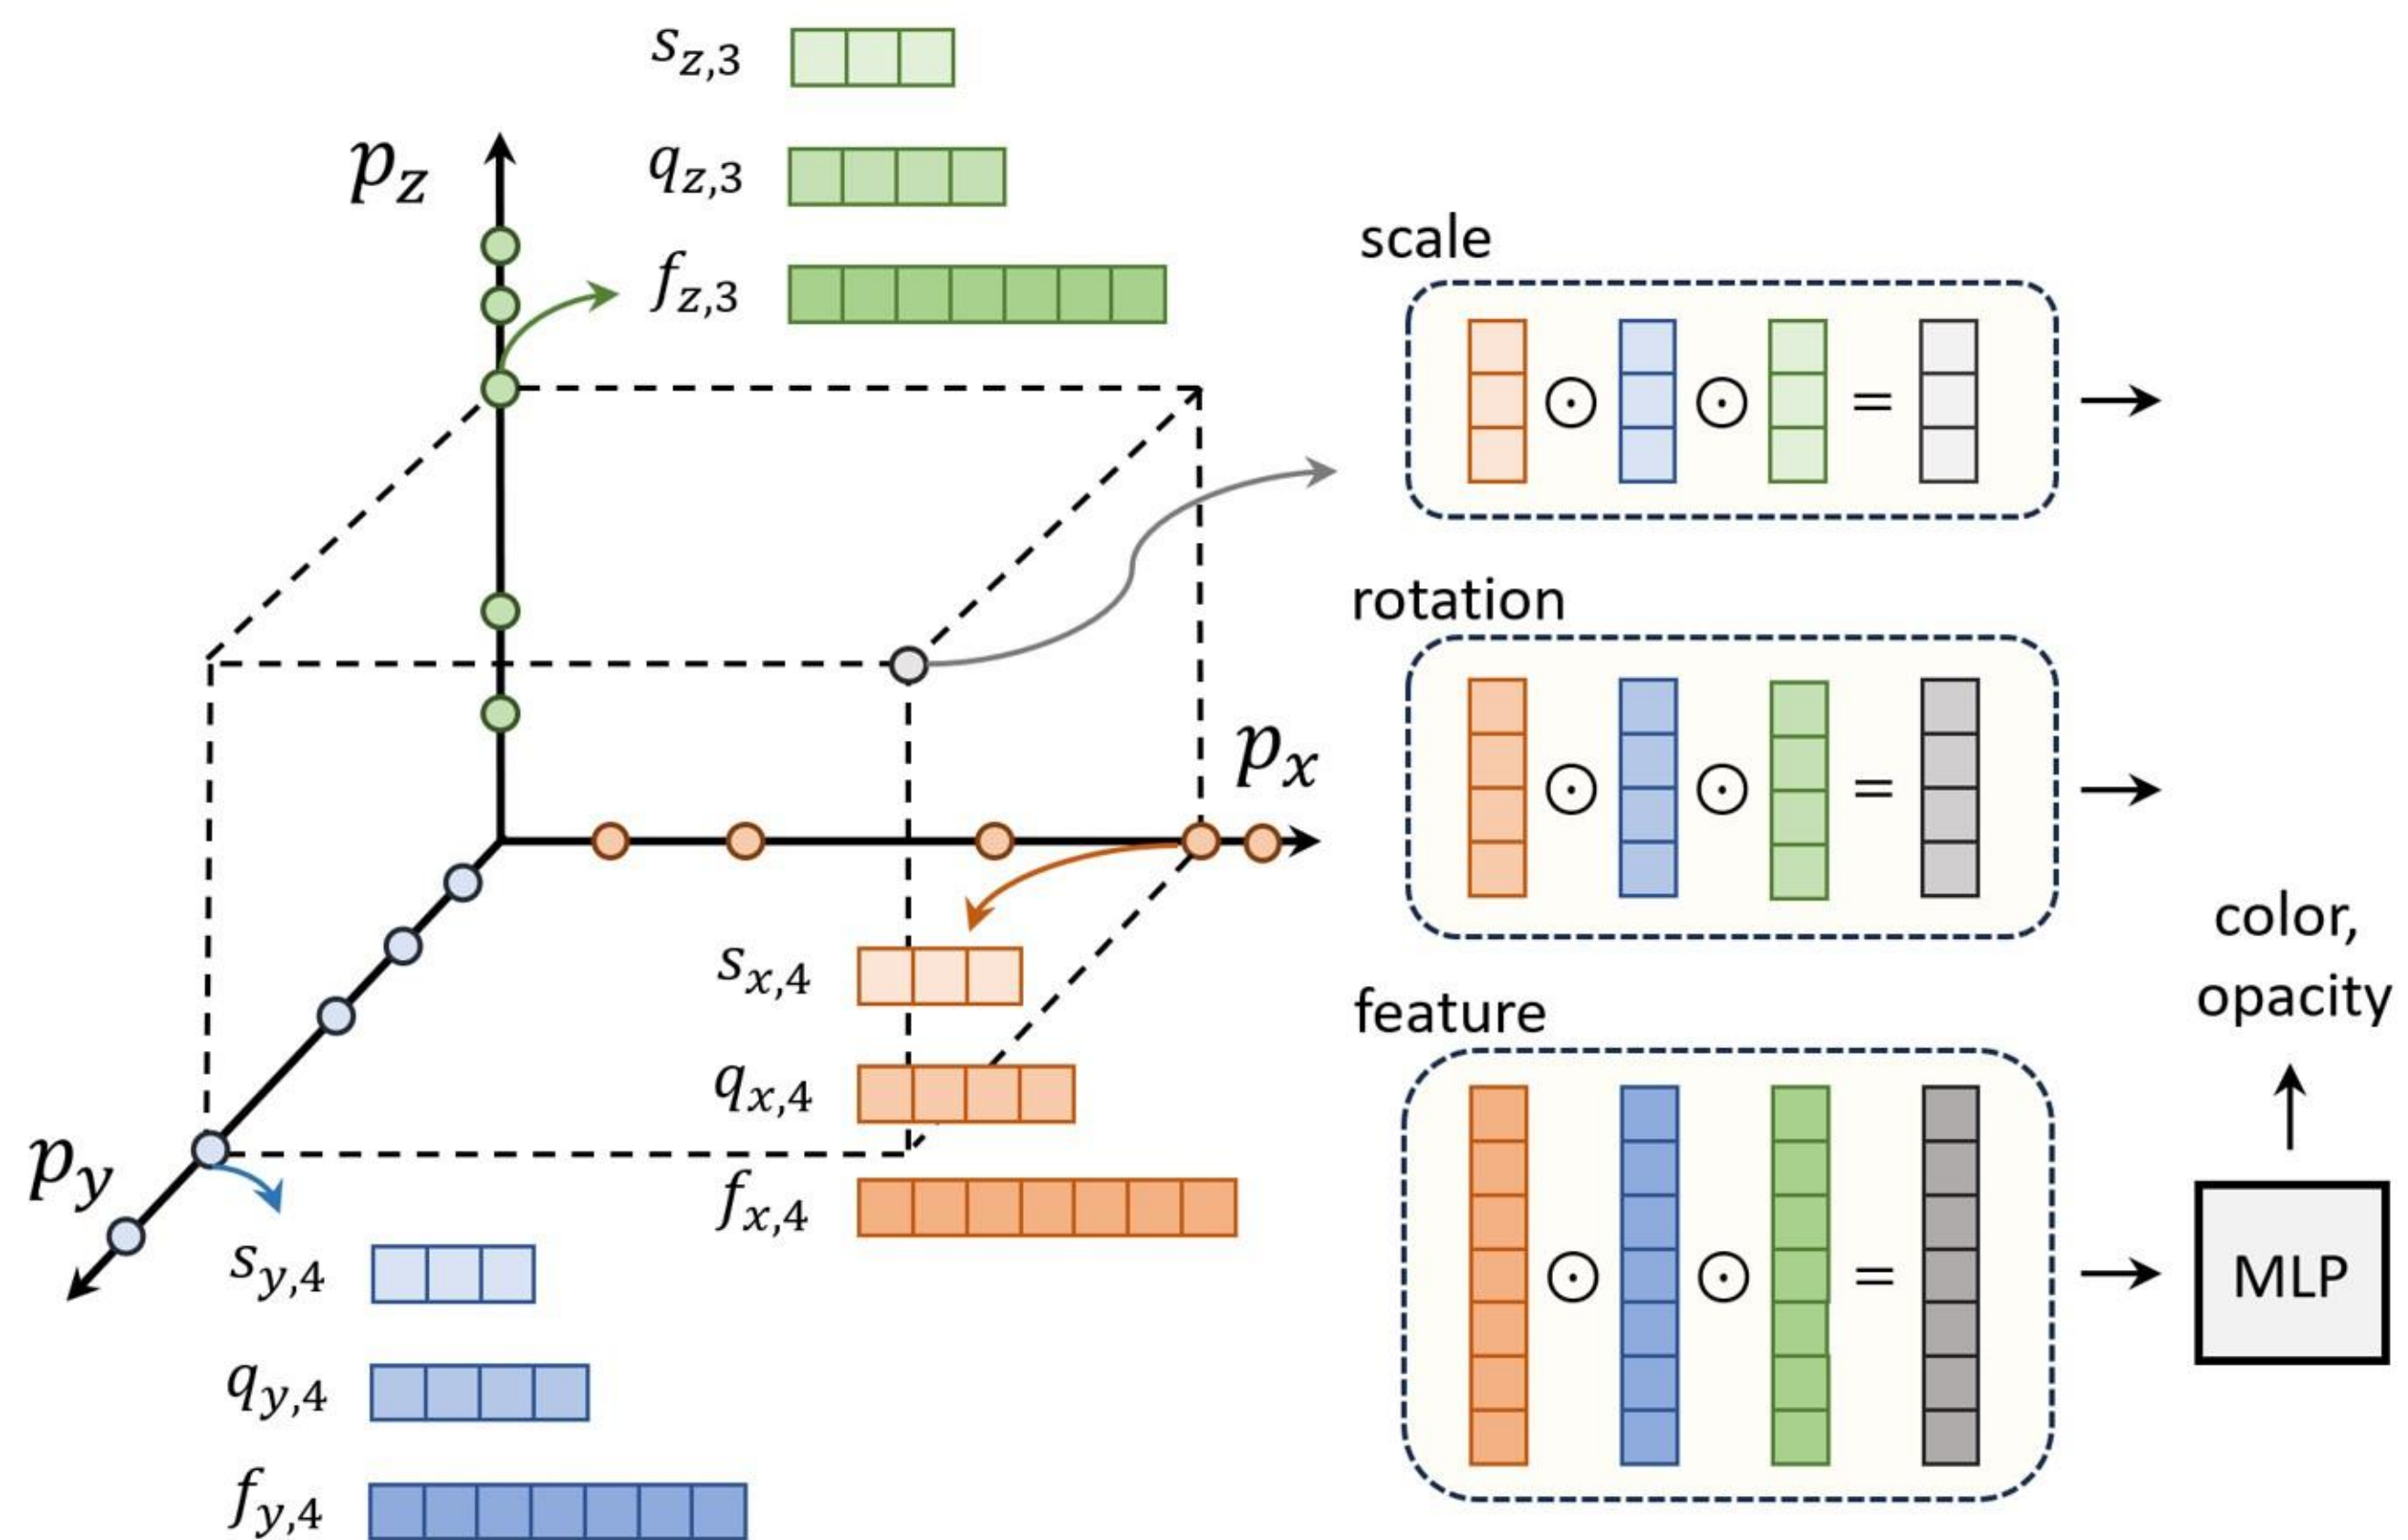 s_{z,3}
p_z
q_{z,3}
f_{z,3}
scale
⊙ ⊙ =
rotation
⊙ ⊙ =
p_x
color,
opacity
s_{x,4}
feature
q_{x,4}
p_y
f_{x,4}
⊙ ⊙ =
MLP
s_{y,4}
q_{y,4}
f_{y,4}